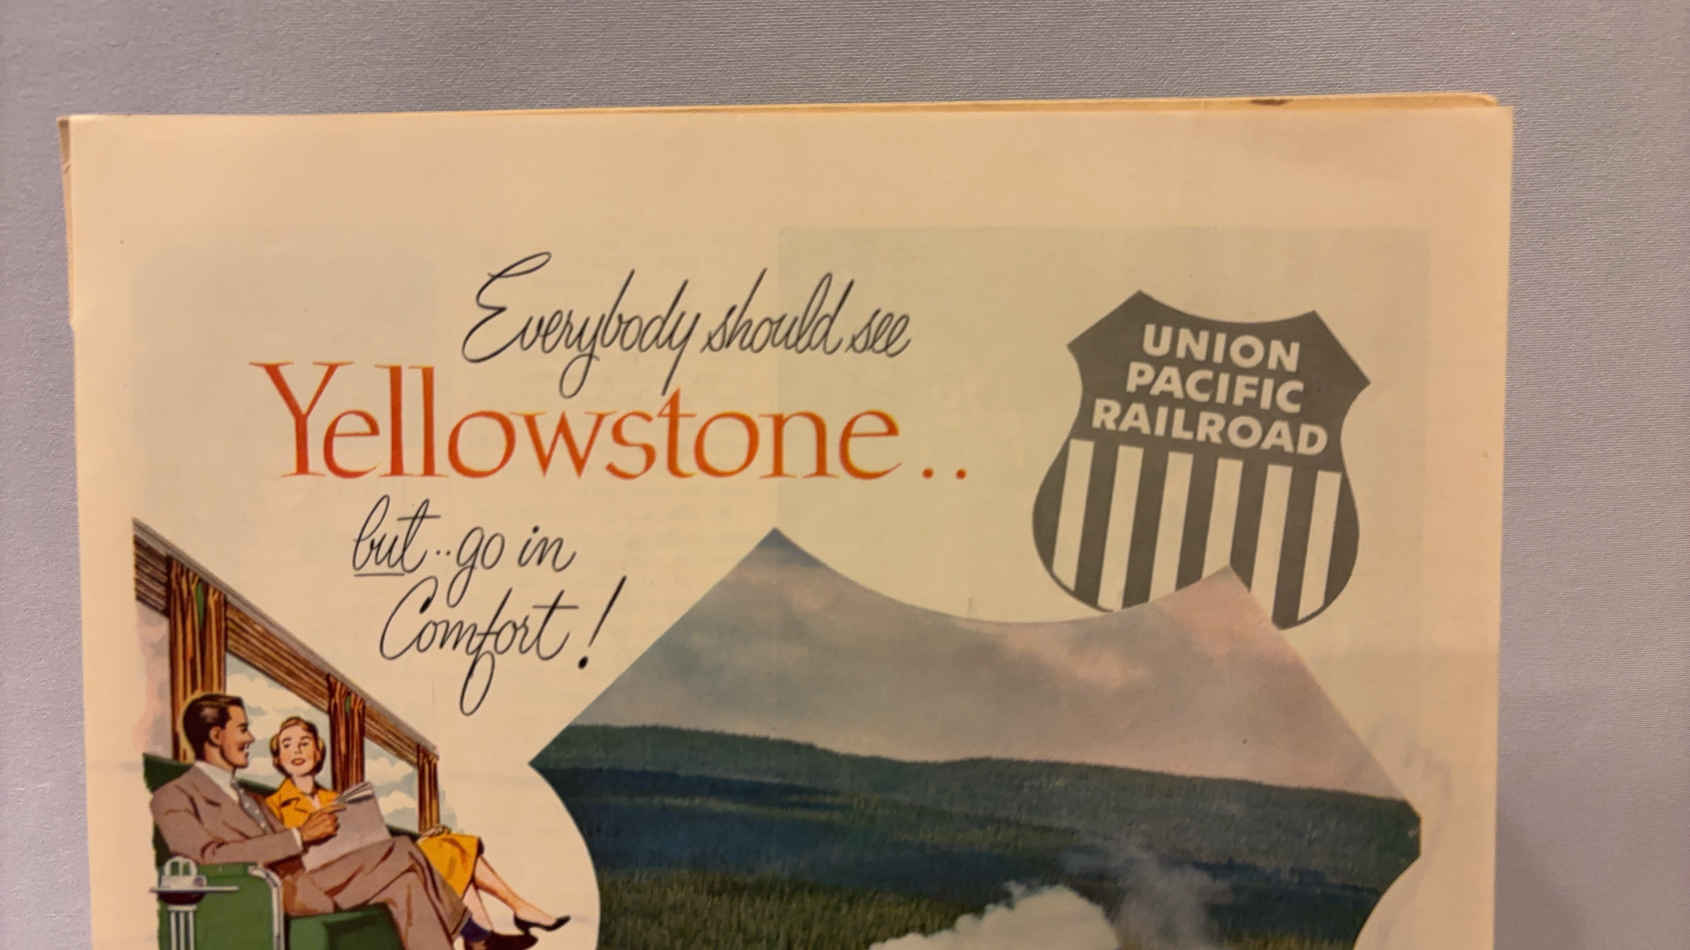 Everybody should see
Yellowstone..
but..go in
Comfort!
UNION
PACIFIC
RAILROAD